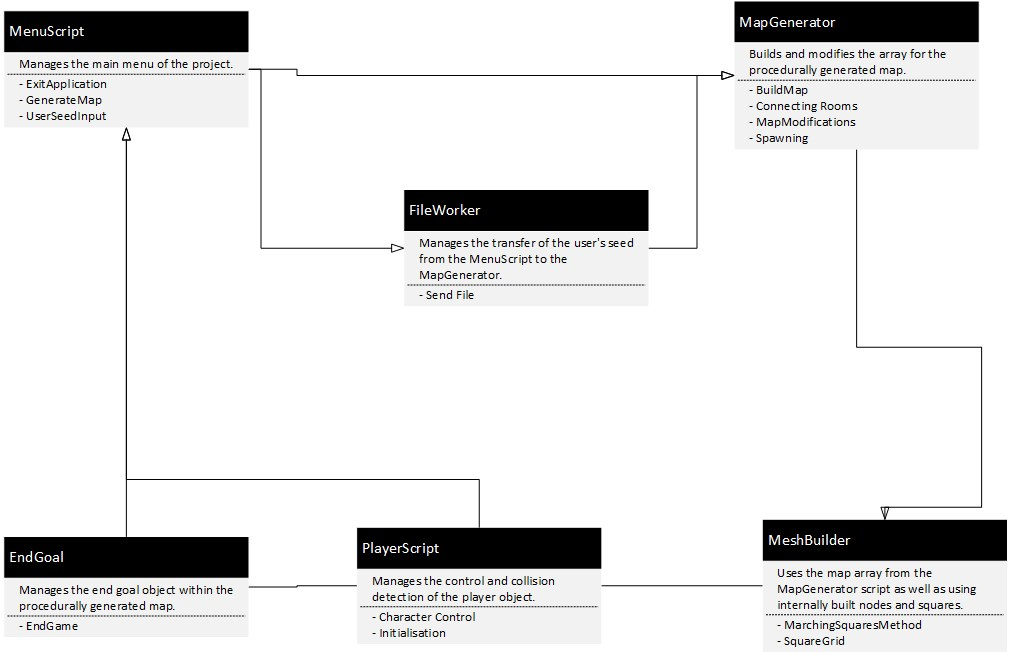 MenuScript
Manages the main menu of the project.
- ExitApplication
- GenerateMap
- UserSeedInput
MapGenerator
Builds and modifies the array for the
procedurally generated map.
- BuildMap
- Connecting Rooms
- MapModifications
- Spawning
FileWorker
Manages the transfer of the user's seed
from the MenuScript to the
MapGenerator.
- Send File
EndGoal
Manages the end goal object within the
procedurally generated map.
- EndGame
PlayerScript
Manages the control and collision
detection of the player object.
- Character Control
- Initialisation
MeshBuilder
Uses the map array from the
MapGenerator script as well as using
internally built nodes and squares.
- MarchingSquaresMethod
- SquareGrid